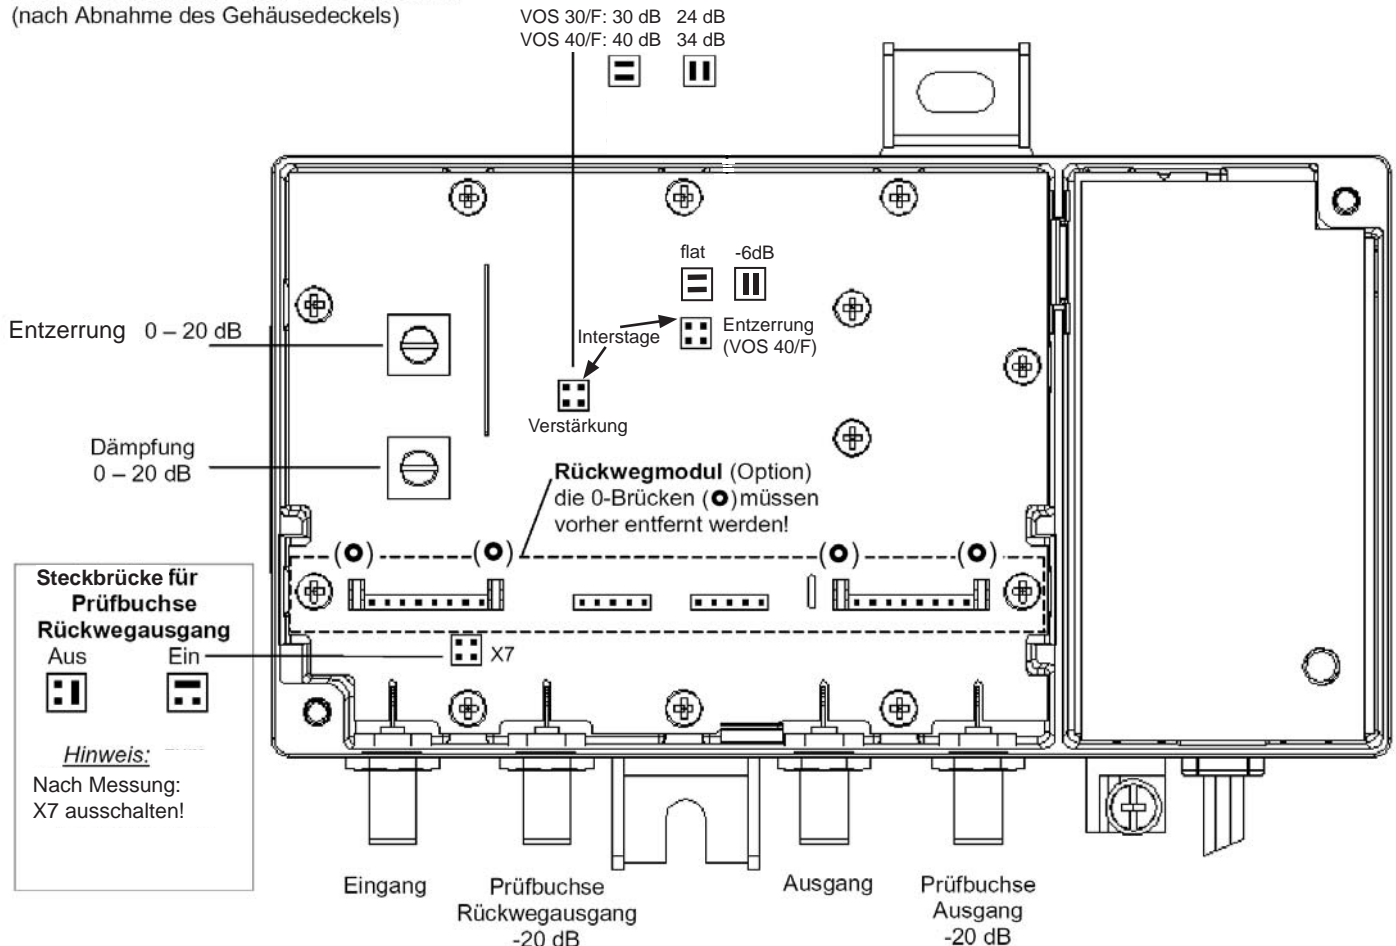 (nach Abnahme des Gehäusedeckels)
VOS 30/F: 30 dB 24 dB
VOS 40/F: 40 dB 34 dB
flat -6dB
Entzerrung 0 – 20 dB
Interstage
Entzerrung
(VOS 40/F)
Verstärkung
Dämpfung
0 – 20 dB
Rückwegmodul (Option)
die 0-Brücken (O) müssen
vorher entfernt werden!
Steckbrücke für
Prüfbuchse
Rückwegausgang
Aus Ein
X7
Hinweis:
Nach Messung:
X7 ausschalten!
Eingang
Prüfbuchse
Rückwegausgang
-20 dB
Ausgang
Prüfbuchse
Ausgang
-20 dB